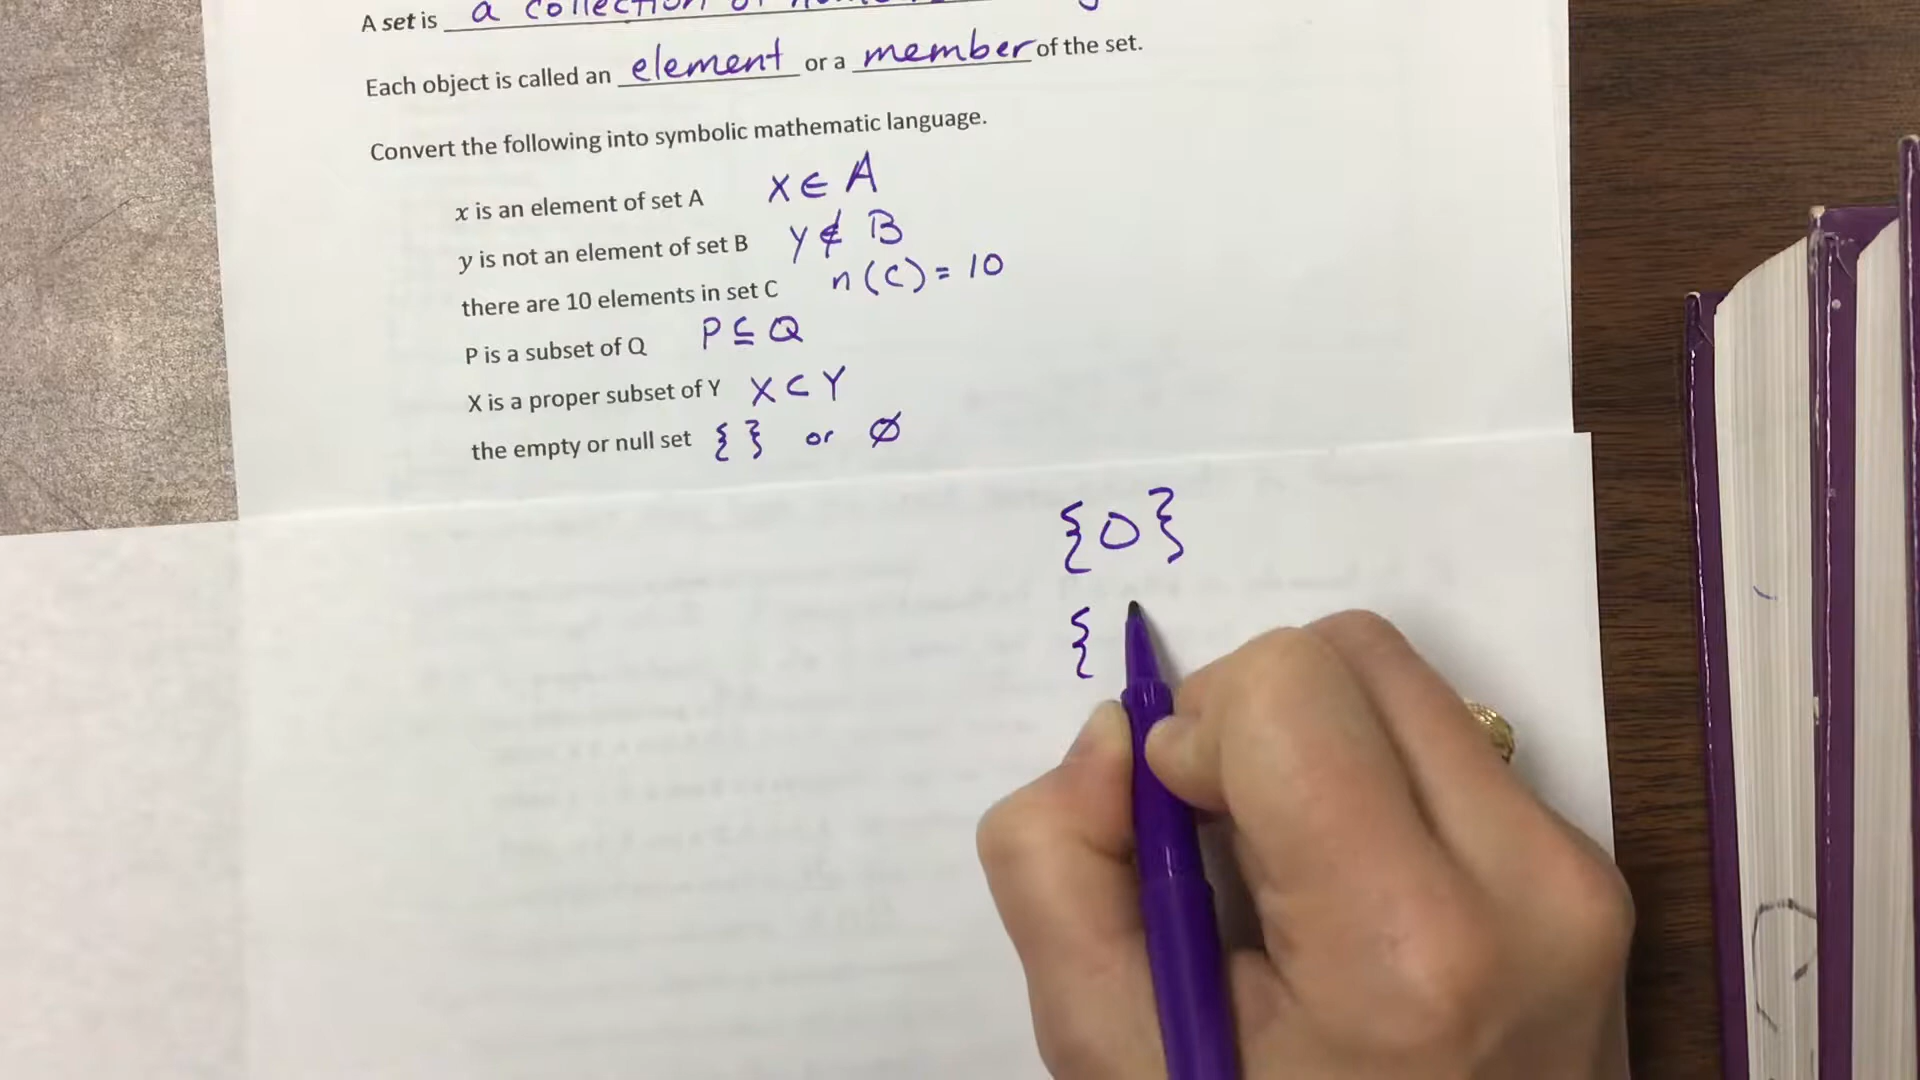 A set is a collection
Each object is called an element or a member of the set.
Convert the following into symbolic mathematic language.
x is an element of set A x ∈ A
y is not an element of set B y ∉ B
there are 10 elements in set C n(C) = 10
P is a subset of Q P ⊆ Q
X is a proper subset of Y X ⊂ Y
the empty or null set { } or ∅
{0}
{